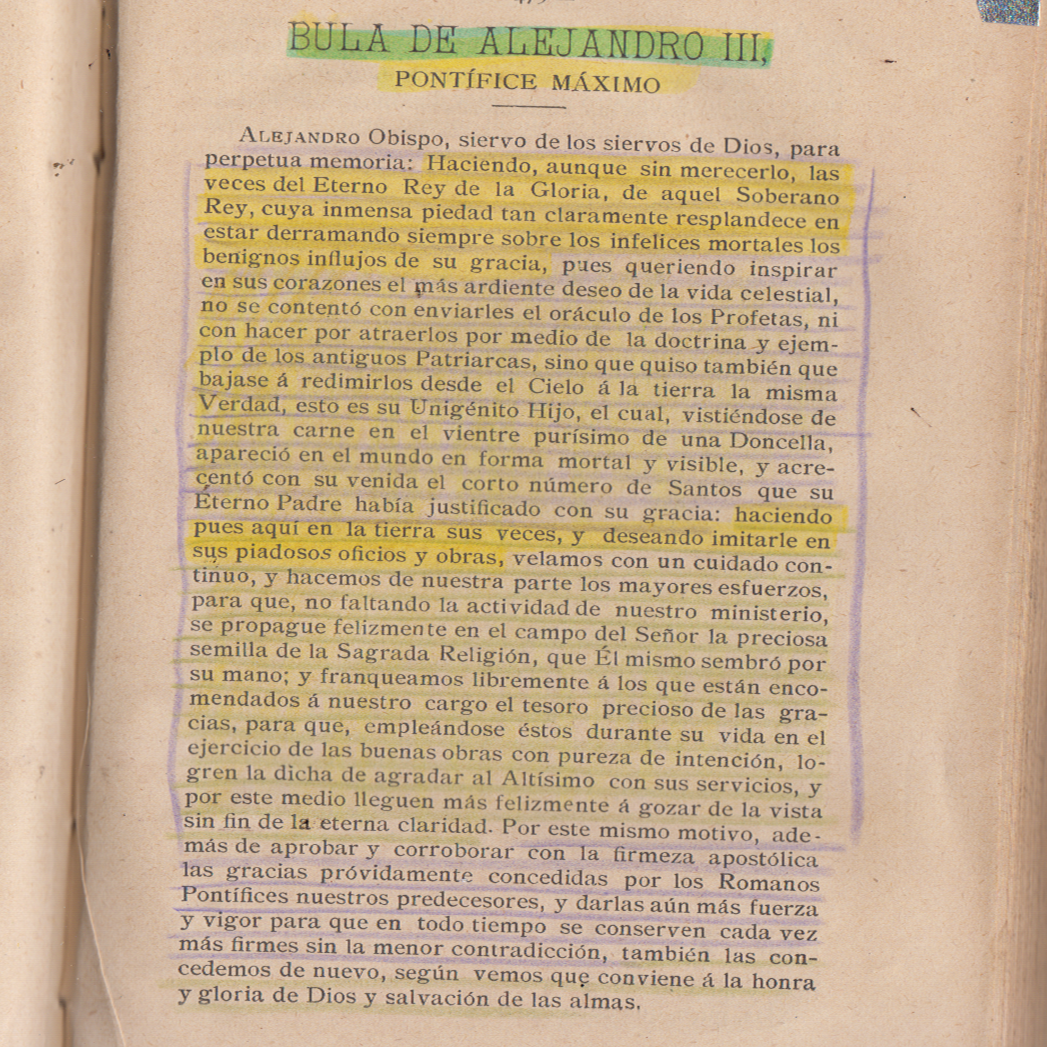 BULA DE ALEJANDRO III,
PONTÍFICE MÁXIMO
ALEJANDRO Obispo, siervo de los siervos de Dios, para
perpetua memoria: Haciendo, aunque sin merecerlo, las
veces del Eterno Rey de la Gloria, de aquel Soberano
Rey, cuya inmensa piedad tan claramente resplandece en
estar derramando siempre sobre los infelices mortales los
benignos influjos de su gracia, pues queriendo inspirar
en sus corazones el más ardiente deseo de la vida celestial,
no se contentó con enviarles el oráculo de los Profetas, ni
con hacer por atraerlos por medio de la doctrina y ejem-
plo de los antiguos Patriarcas, sino que quiso también que
bajase á redimirlos desde el Cielo á la tierra la misma
Verdad, esto es su Unigénito Hijo, el cual, vistiéndose de
nuestra carne en el vientre purísimo de una Doncella,
apareció en el mundo en forma mortal y visible, y acre-
centó con su venida el corto número de Santos que su
Eterno Padre había justificado con su gracia: haciendo
pues aquí en la tierra sus veces, y deseando imitarle en
sus piadosos oficios y obras, velamos con un cuidado con-
tinuo, y hacemos de nuestra parte los mayores esfuerzos,
para que, no faltando la actividad de nuestro ministerio,
se propague felizmente en el campo del Señor la preciosa
semilla de la Sagrada Religión, que Él mismo sembró por
su mano; y franqueamos libremente á los que están enco-
mendados á nuestro cargo el tesoro precioso de las gra-
cias, para que, empleándose éstos durante su vida en el
ejercicio de las buenas obras con pureza de intención, lo-
gren la dicha de agradar al Altísimo con sus servicios, y
por este medio lleguen más felizmente á gozar de la vista
sin fin de la eterna claridad. Por este mismo motivo, ade-
más de aprobar y corroborar con la firmeza apostólica
las gracias próvidamente concedidas por los Romanos
Pontífices nuestros predecesores, y darlas aún más fuerza
y vigor para que en todo tiempo se conserven cada vez
más firmes sin la menor contradicción, también las con-
cedemos de nuevo, según vemos que conviene á la honra
y gloria de Dios y salvación de las almas.